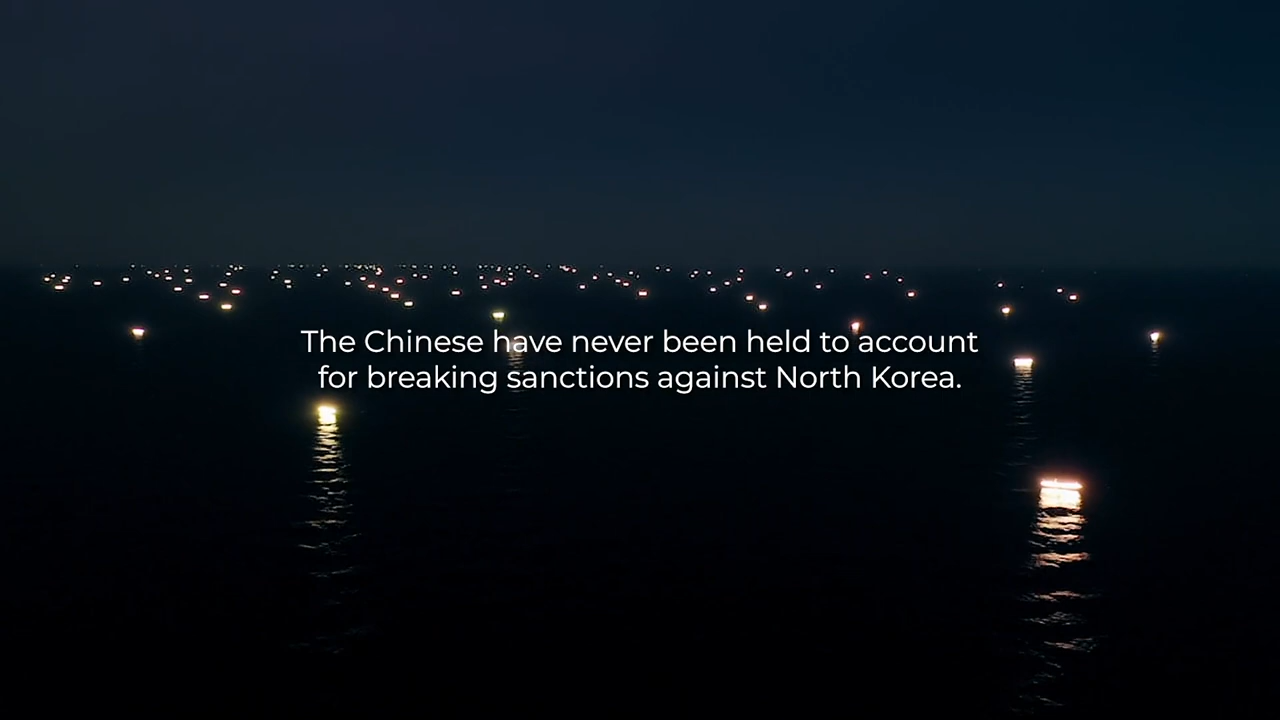 The Chinese have never been held to account
for breaking sanctions against North Korea.